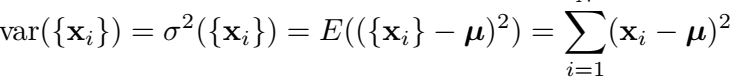 var({𝐱ᵢ}) = σ²({𝐱ᵢ}) = E(({𝐱ᵢ} − 𝝁)²) = ∑ᵢ₌₁(𝐱ᵢ − 𝝁)²